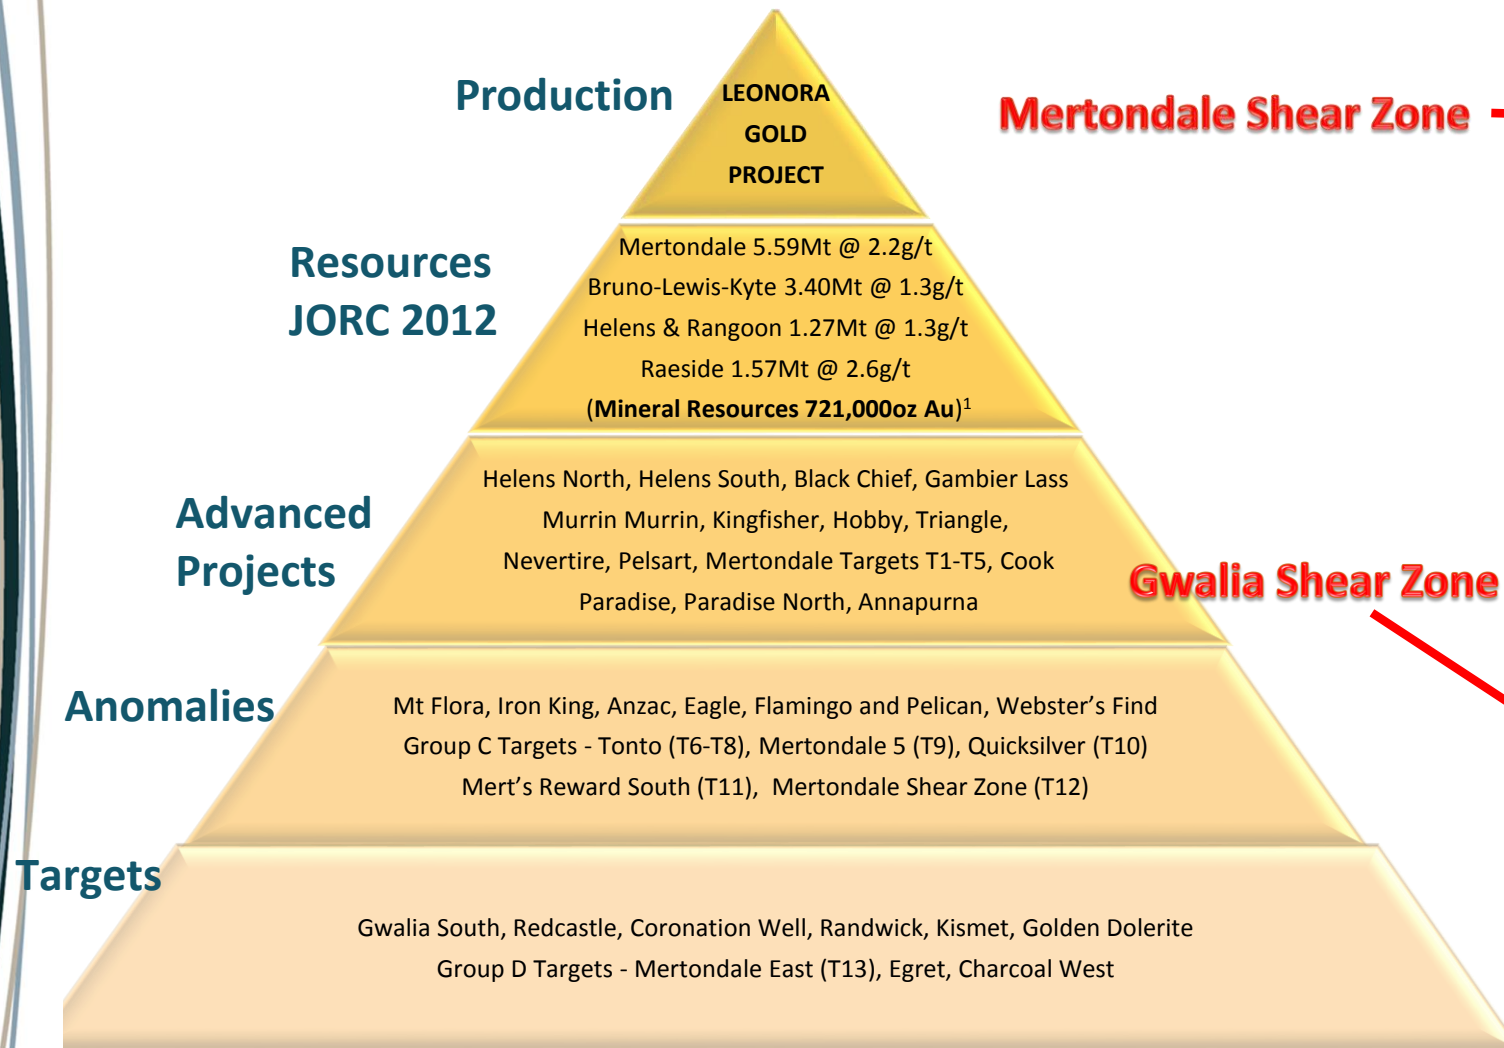 Production
LEONORA
GOLD
PROJECT
Mertondale Shear Zone
Resources
JORC 2012
Mertondale 5.59Mt @ 2.2g/t
Bruno-Lewis-Kyte 3.40Mt @ 1.3g/t
Helens & Rangoon 1.27Mt @ 1.3g/t
Raeside 1.57Mt @ 2.6g/t
(Mineral Resources 721,000oz Au)¹
Advanced
Projects
Helens North, Helens South, Black Chief, Gambier Lass
Murrin Murrin, Kingfisher, Hobby, Triangle,
Nevertire, Pelsart, Mertondale Targets T1-T5, Cook
Paradise, Paradise North, Annapurna
Gwalia Shear Zone
Anomalies
Mt Flora, Iron King, Anzac, Eagle, Flamingo and Pelican, Webster’s Find
Group C Targets - Tonto (T6-T8), Mertondale 5 (T9), Quicksilver (T10)
Mert’s Reward South (T11), Mertondale Shear Zone (T12)
Targets
Gwalia South, Redcastle, Coronation Well, Randwick, Kismet, Golden Dolerite
Group D Targets - Mertondale East (T13), Egret, Charcoal West